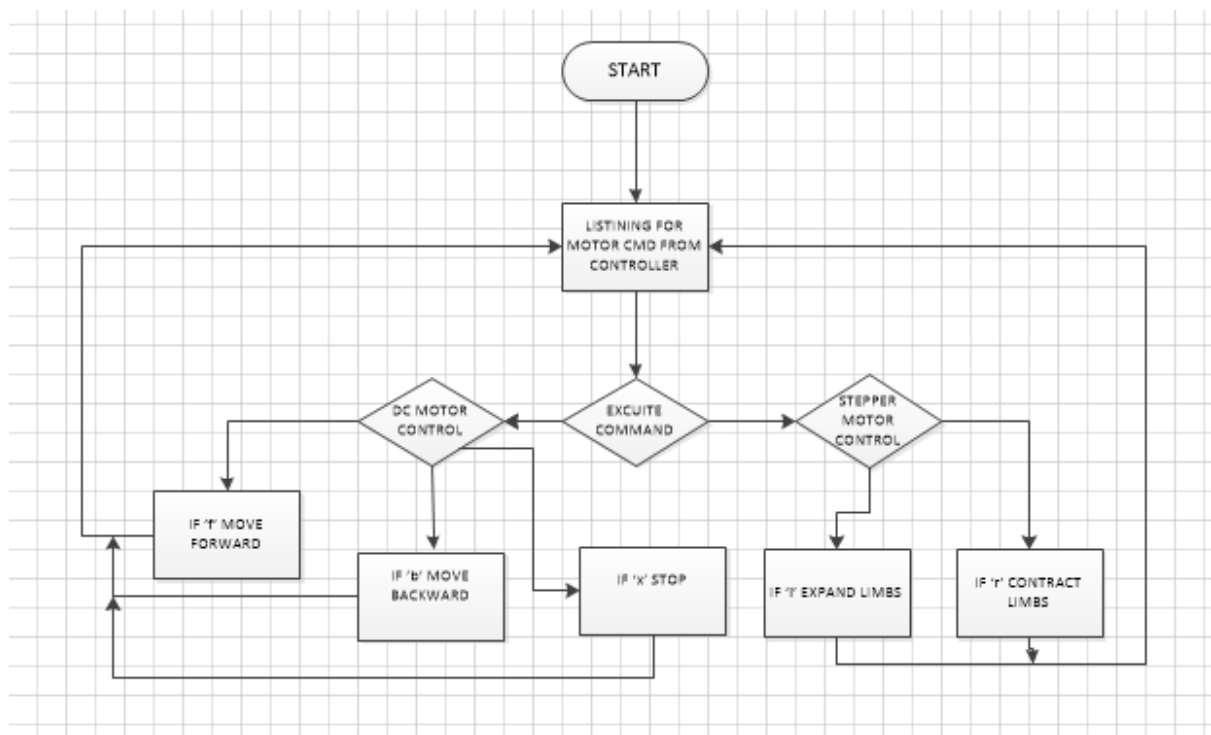 START
LISTINING FOR
MOTOR CMD FROM
CONTROLLER
DC MOTOR
CONTROL
EXCUITE
COMMAND
STEPPER
MOTOR
CONTROL
IF 'f' MOVE
FORWARD
IF 'b' MOVE
BACKWARD
IF 'x' STOP
IF 'l' EXPAND LIMBS
IF 'r' CONTRACT
LIMBS